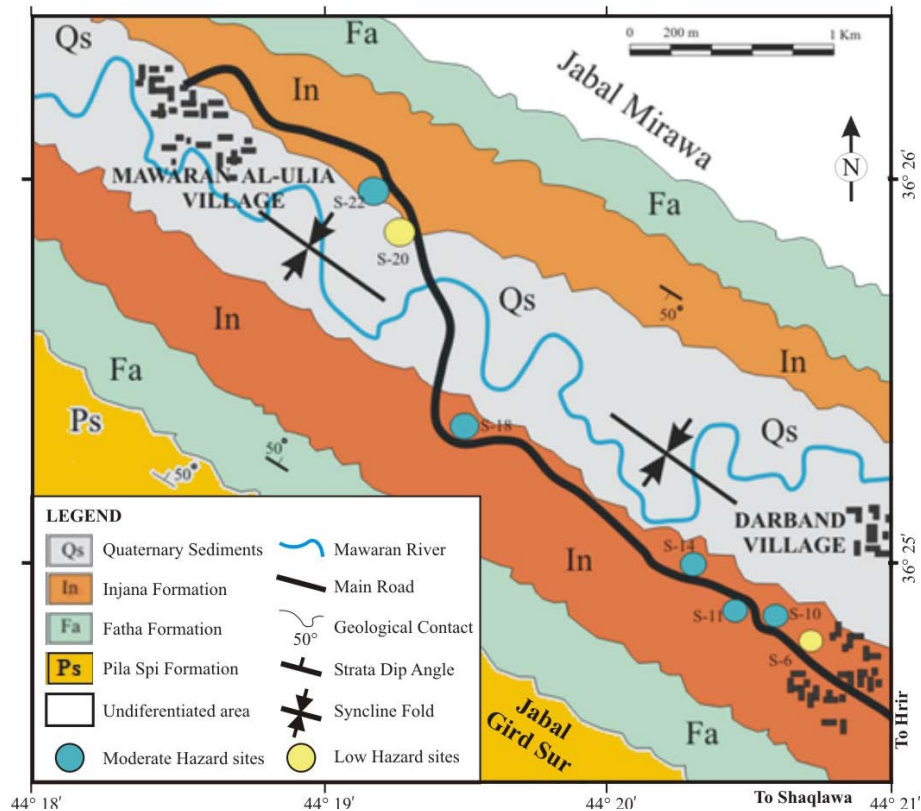 Qs
Fa
0 200 m 1 Km
Jabal Mirawa
In
N
36° 26′
MAWARAN AL-ULIA
VILLAGE
S-22
Fa
S-20
Qs
50°
In
In
Fa
Ps
50°
50°
S-18
Qs
DARBAND
VILLAGE
36° 25′
S-14
In
S-11
S-10
S-6
To Hrir
Jabal
Gird Sur
Fa
LEGEND
Qs Quaternary Sediments
In Injana Formation
Fa Fatha Formation
Ps Pila Spi Formation
Undiferentiated area
Moderate Hazard sites
Mawaran River
Main Road
50° Geological Contact
Strata Dip Angle
Syncline Fold
Low Hazard sites
To Shaqlawa
44° 18′ 44° 19′ 44° 20′ 44° 21′